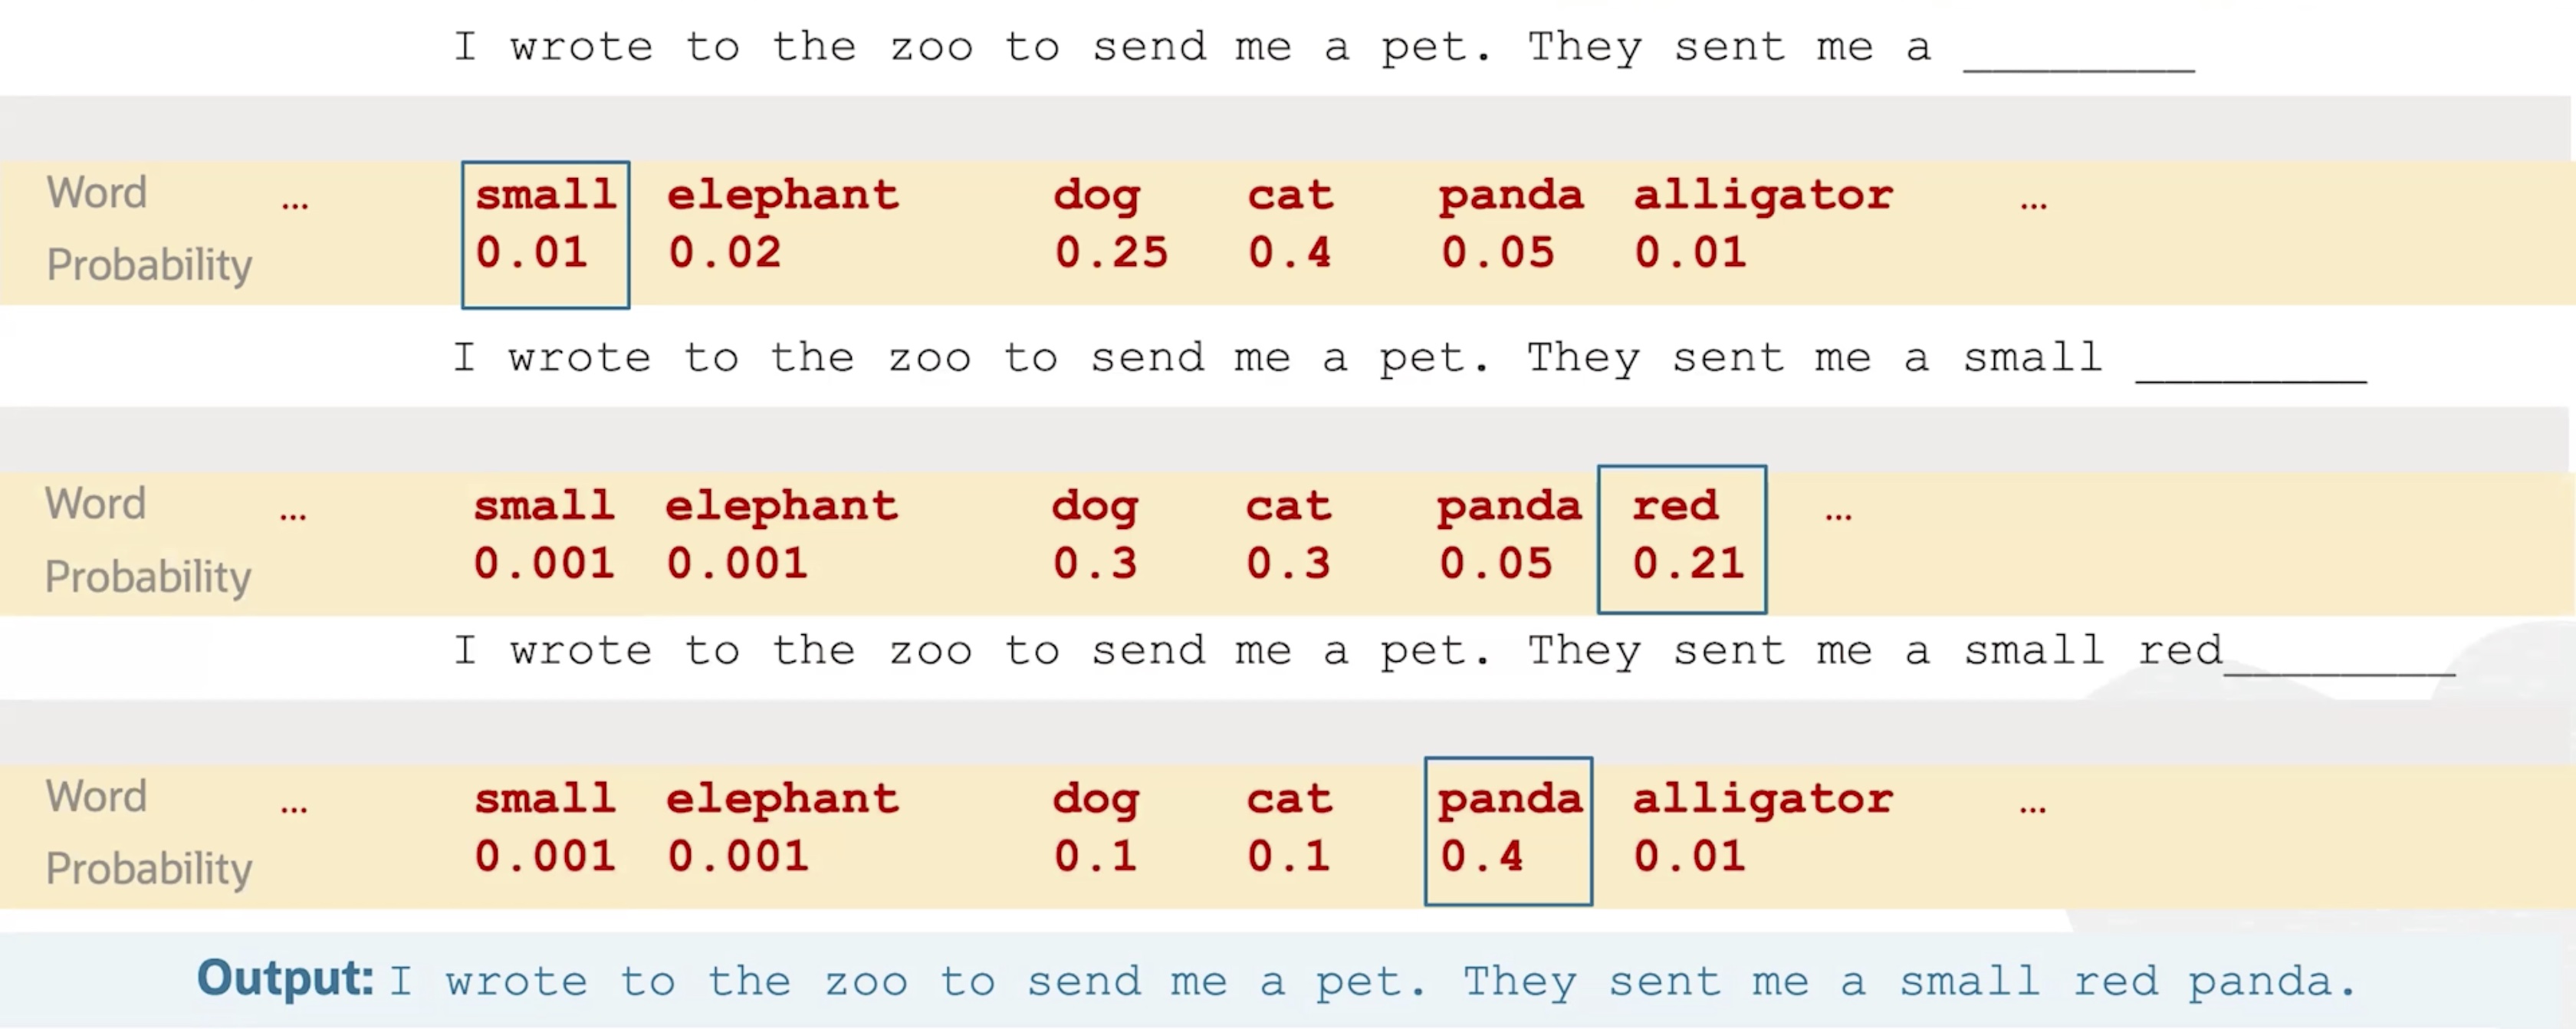 I wrote to the zoo to send me a pet. They sent me a ________
Word ... small elephant dog cat panda alligator ...
Probability 0.01 0.02 0.25 0.4 0.05 0.01
I wrote to the zoo to send me a pet. They sent me a small ________
Word ... small elephant dog cat panda red ...
Probability 0.001 0.001 0.3 0.3 0.05 0.21
I wrote to the zoo to send me a pet. They sent me a small red________
Word ... small elephant dog cat panda alligator ...
Probability 0.001 0.001 0.1 0.1 0.4 0.01
Output: I wrote to the zoo to send me a pet. They sent me a small red panda.